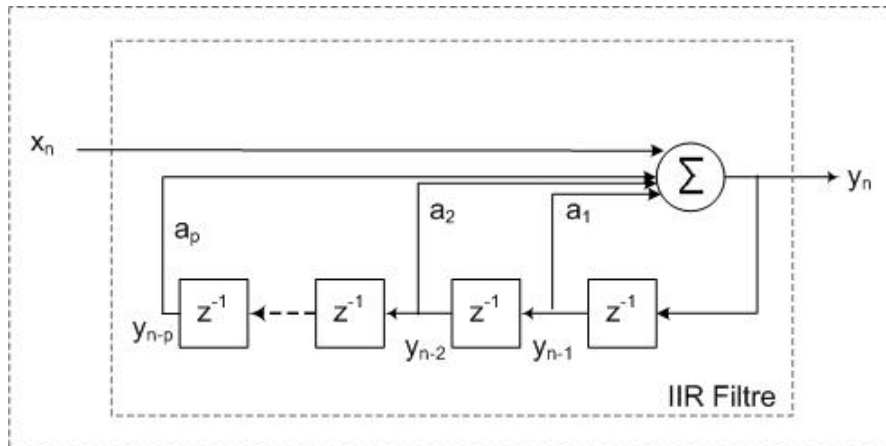 xₙ
Σ
yₙ
aₚ
a₂
a₁
z⁻¹
z⁻¹
z⁻¹
z⁻¹
yₙ₋ₚ
yₙ₋₂
yₙ₋₁
IIR Filtre